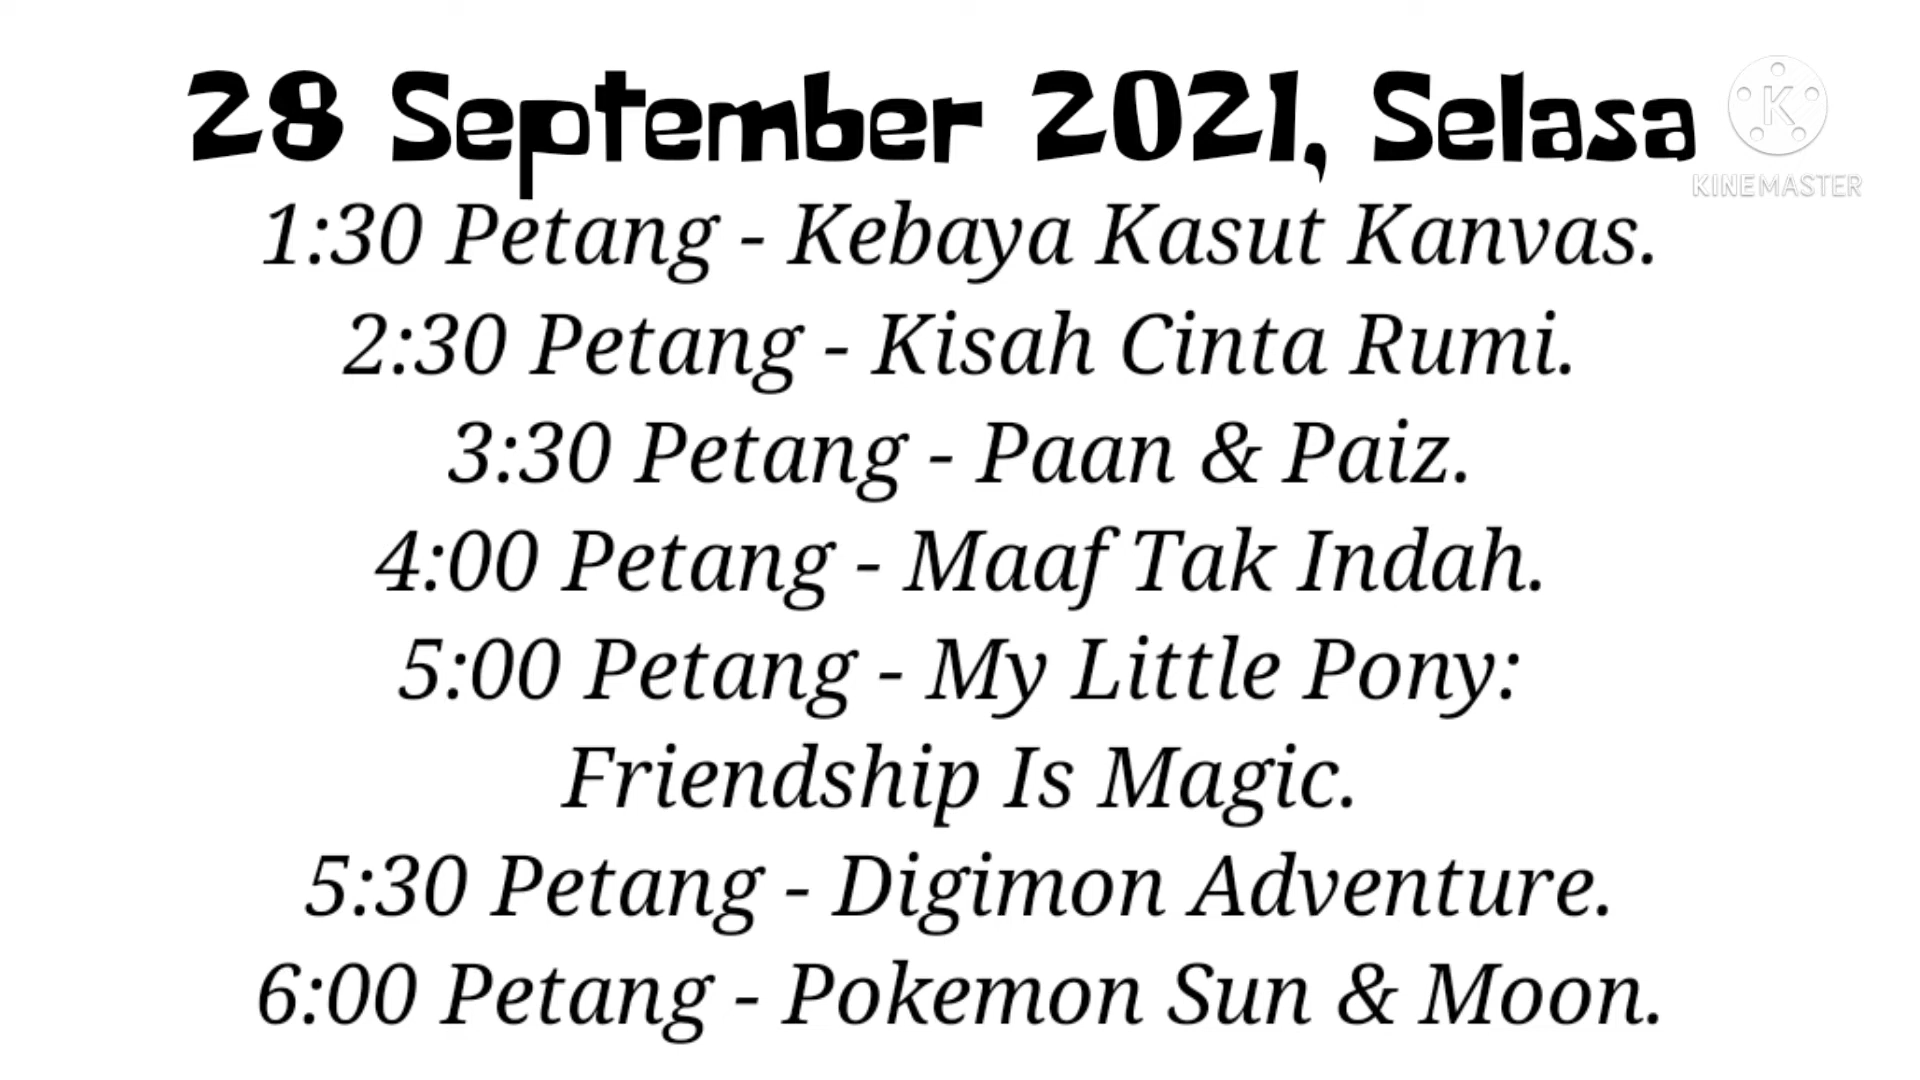 28 September 2021, Selasa
K
KINEMASTER
1:30 Petang - Kebaya Kasut Kanvas.
2:30 Petang - Kisah Cinta Rumi.
3:30 Petang - Paan & Paiz.
4:00 Petang - Maaf Tak Indah.
5:00 Petang - My Little Pony:
Friendship Is Magic.
5:30 Petang - Digimon Adventure.
6:00 Petang - Pokemon Sun & Moon.